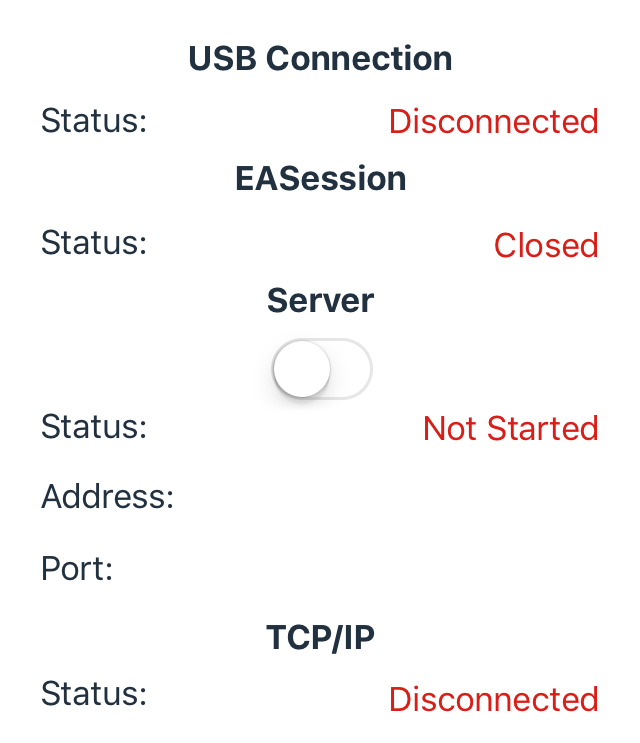 USB Connection
Status: Disconnected
EASession
Status: Closed
Server
Status: Not Started
Address:
Port:
TCP/IP
Status: Disconnected